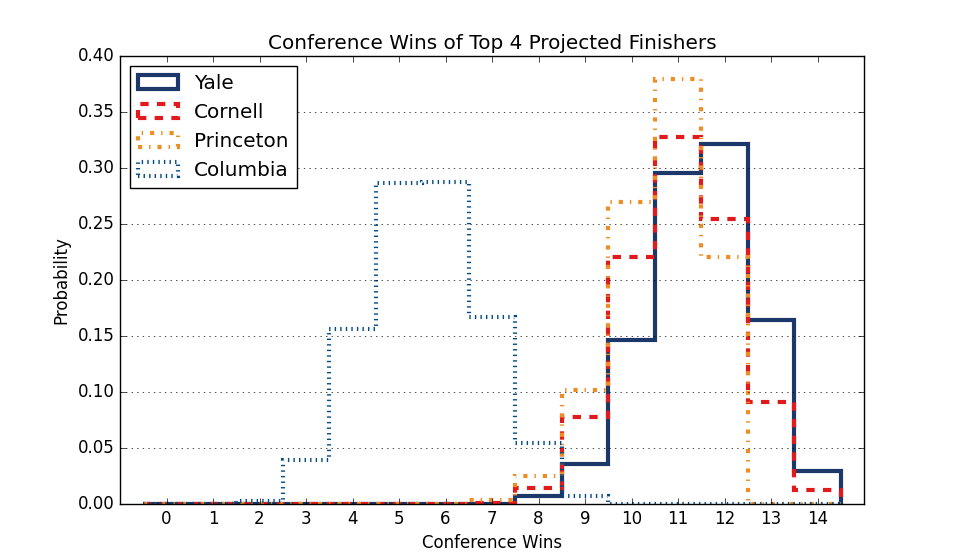 Conference Wins of Top 4 Projected Finishers
0.40
0.35
0.30
0.25
0.20
0.15
0.10
0.05
0.00
Probability
Yale
Cornell
Princeton
Columbia
0 1 2 3 4 5 6 7 8 9 10 11 12 13 14
Conference Wins